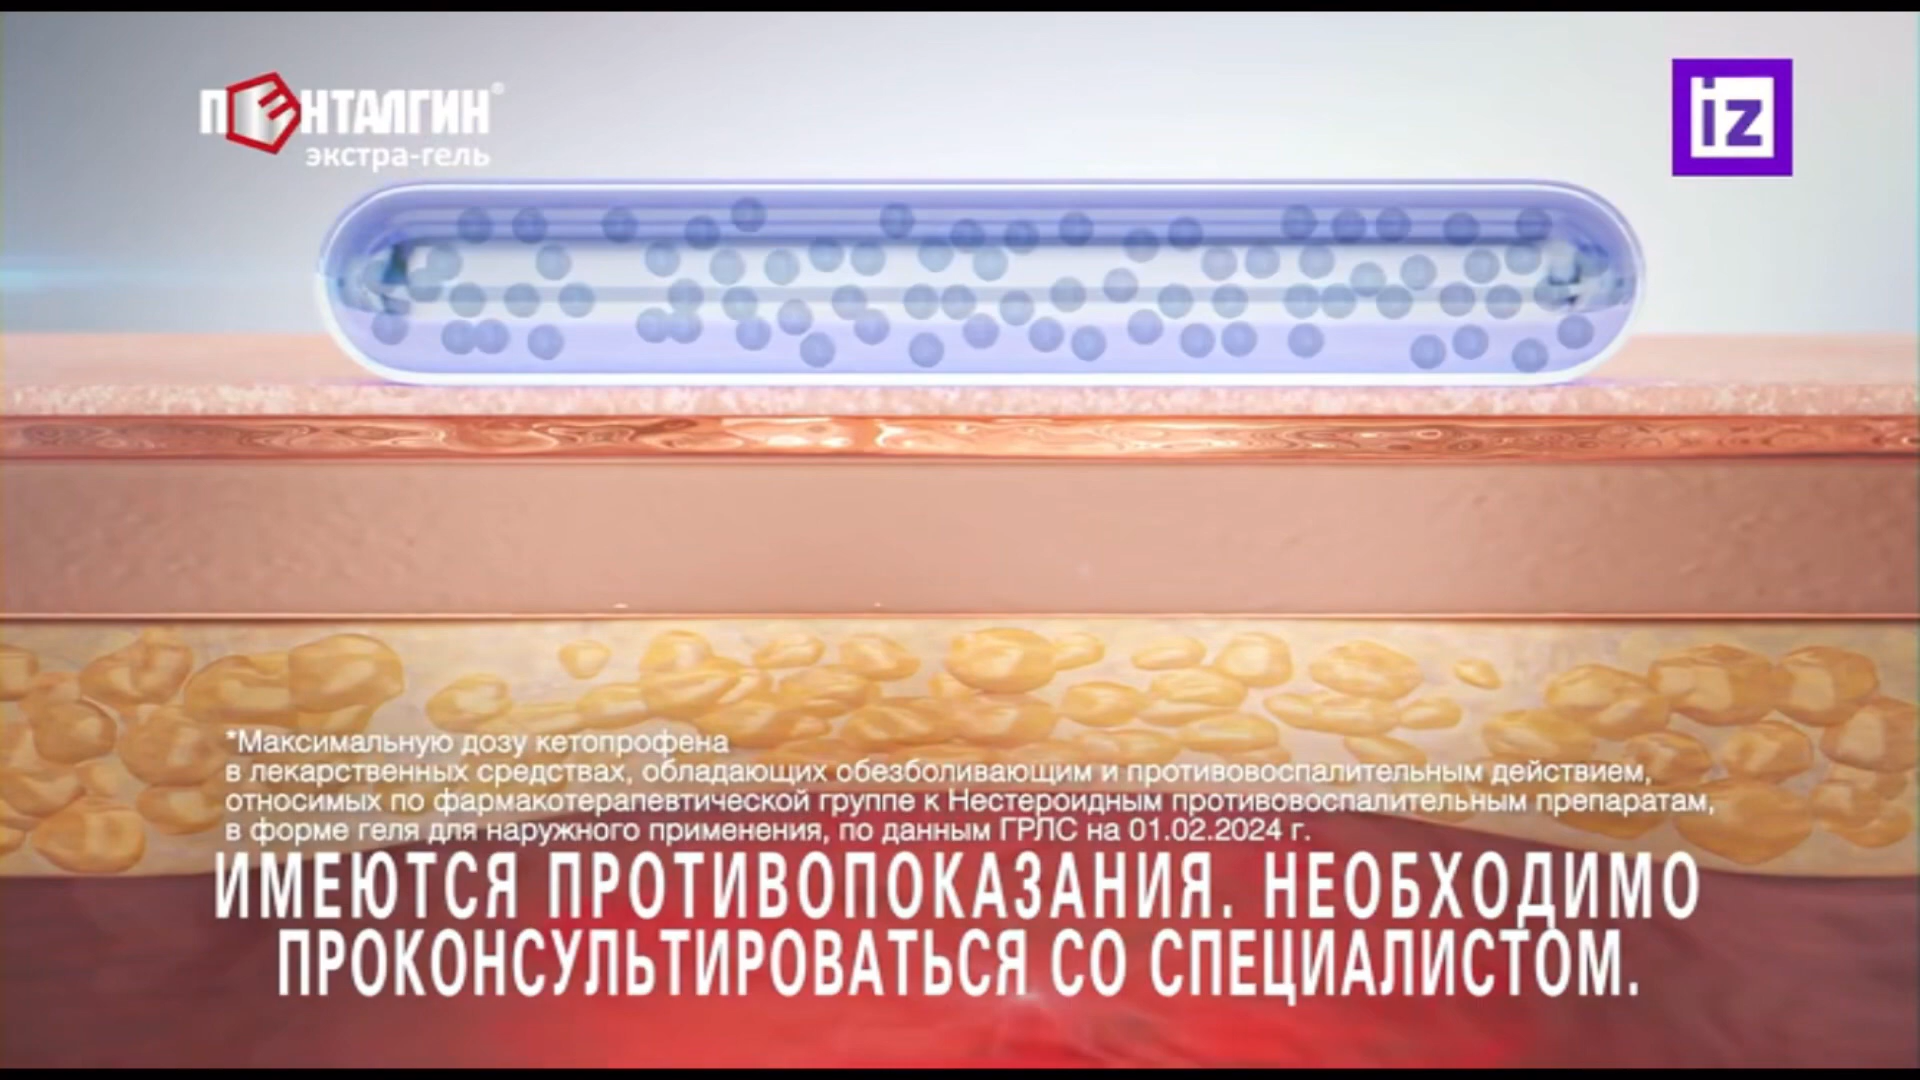 ПЕНТАЛГИН®
экстра-гель
iz
*Максимальную дозу кетопрофена
в лекарственных средствах, обладающих обезболивающим и противовоспалительным действием,
относимых по фармакотерапевтической группе к Нестероидным противовоспалительным препаратам,
в форме геля для наружного применения, по данным ГРЛС на 01.02.2024 г.
ИМЕЮТСЯ ПРОТИВОПОКАЗАНИЯ. НЕОБХОДИМО
ПРОКОНСУЛЬТИРОВАТЬСЯ СО СПЕЦИАЛИСТОМ.